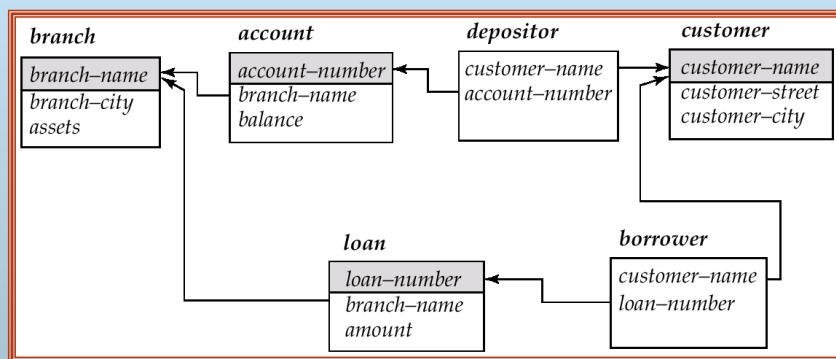 branch
branch–name
branch–city
assets
account
account–number
branch–name
balance
depositor
customer–name
account–number
customer
customer–name
customer–street
customer–city
loan
loan–number
branch–name
amount
borrower
customer–name
loan–number